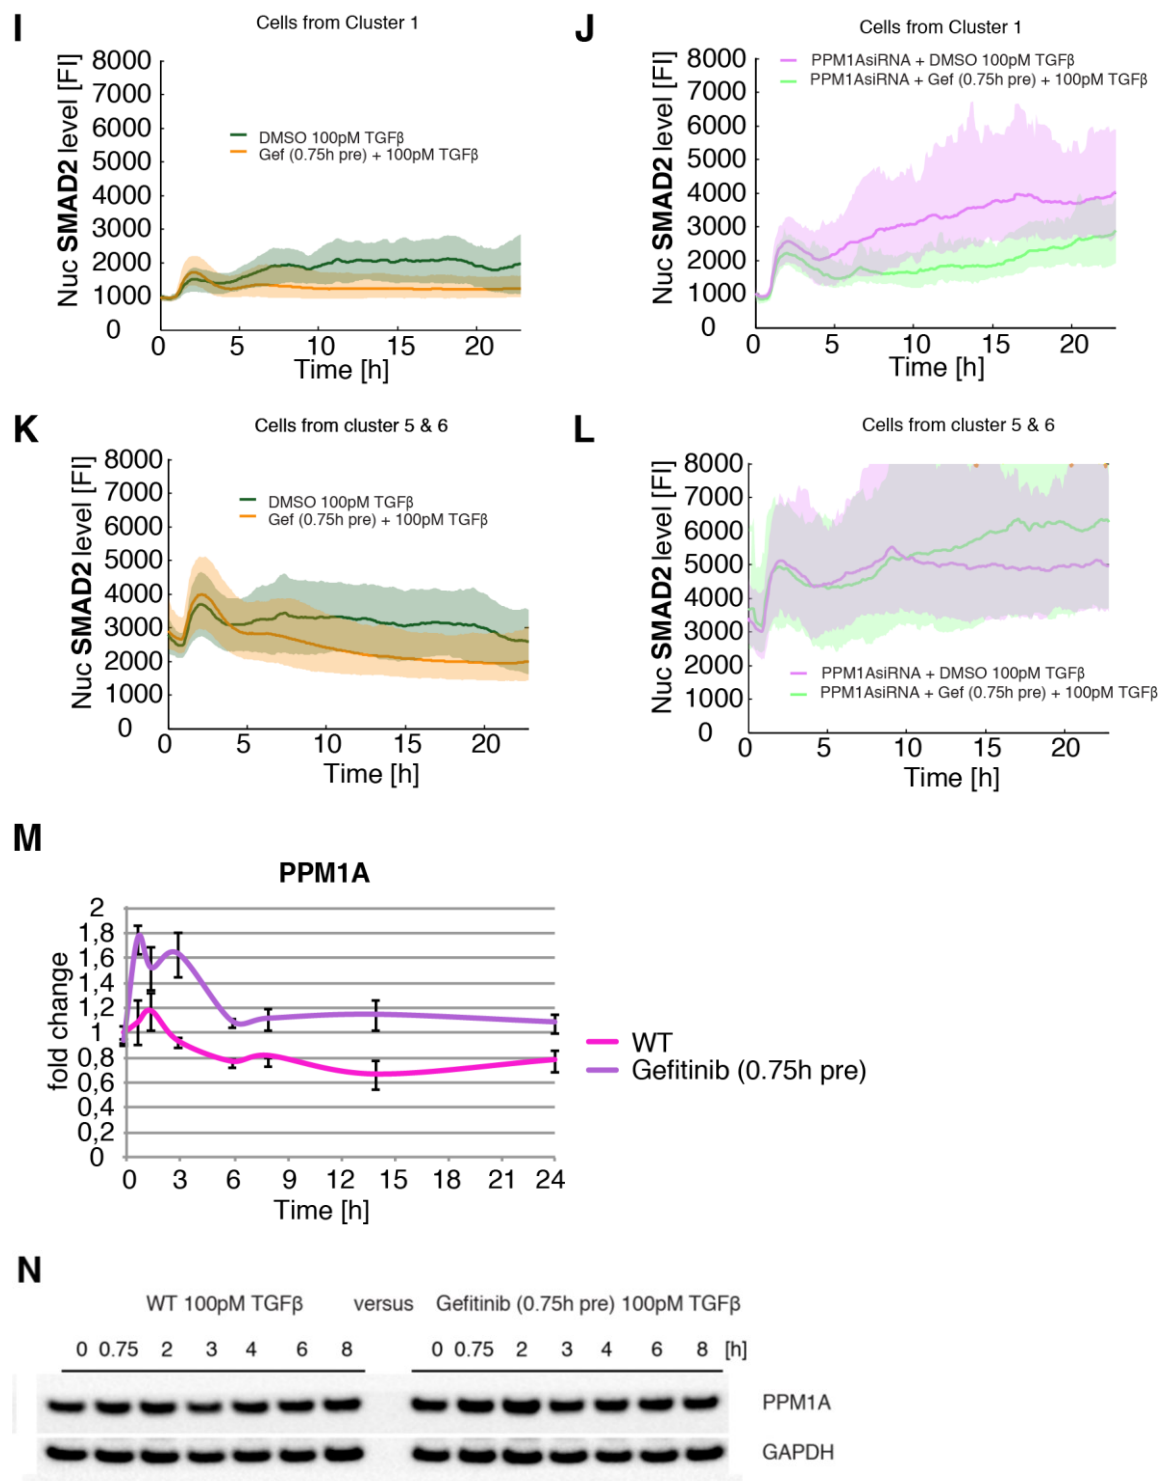 I
Cells from Cluster 1
Nuc SMAD2 level [FI]
8000
7000
6000
5000
4000
3000
2000
1000
0
DMSO 100pM TGFβ
Gef (0.75h pre) + 100pM TGFβ
0 5 10 15 20
Time [h]
J
Cells from Cluster 1
Nuc SMAD2 level [FI]
8000
7000
6000
5000
4000
3000
2000
1000
0
PPM1AsiRNA + DMSO 100pM TGFβ
PPM1AsiRNA + Gef (0.75h pre) + 100pM TGFβ
0 5 10 15 20
Time [h]
K
Cells from cluster 5 & 6
Nuc SMAD2 level [FI]
8000
7000
6000
5000
4000
3000
2000
1000
0
DMSO 100pM TGFβ
Gef (0.75h pre) + 100pM TGFβ
0 5 10 15 20
Time [h]
L
Cells from cluster 5 & 6
Nuc SMAD2 level [FI]
8000
7000
6000
5000
4000
3000
2000
1000
0
PPM1AsiRNA + DMSO 100pM TGFβ
PPM1AsiRNA + Gef (0.75h pre) + 100pM TGFβ
0 5 10 15 20
Time [h]
M
PPM1A
fold change
2
1,8
1,6
1,4
1,2
1
0,8
0,6
0,4
0,2
0
0 3 6 9 12 15 18 21 24
Time [h]
WT
Gefitinib (0.75h pre)
N
WT 100pM TGFβ versus Gefitinib (0.75h pre) 100pM TGFβ
0 0.75 2 3 4 6 8 0 0.75 2 3 4 6 8 [h]
PPM1A
GAPDH